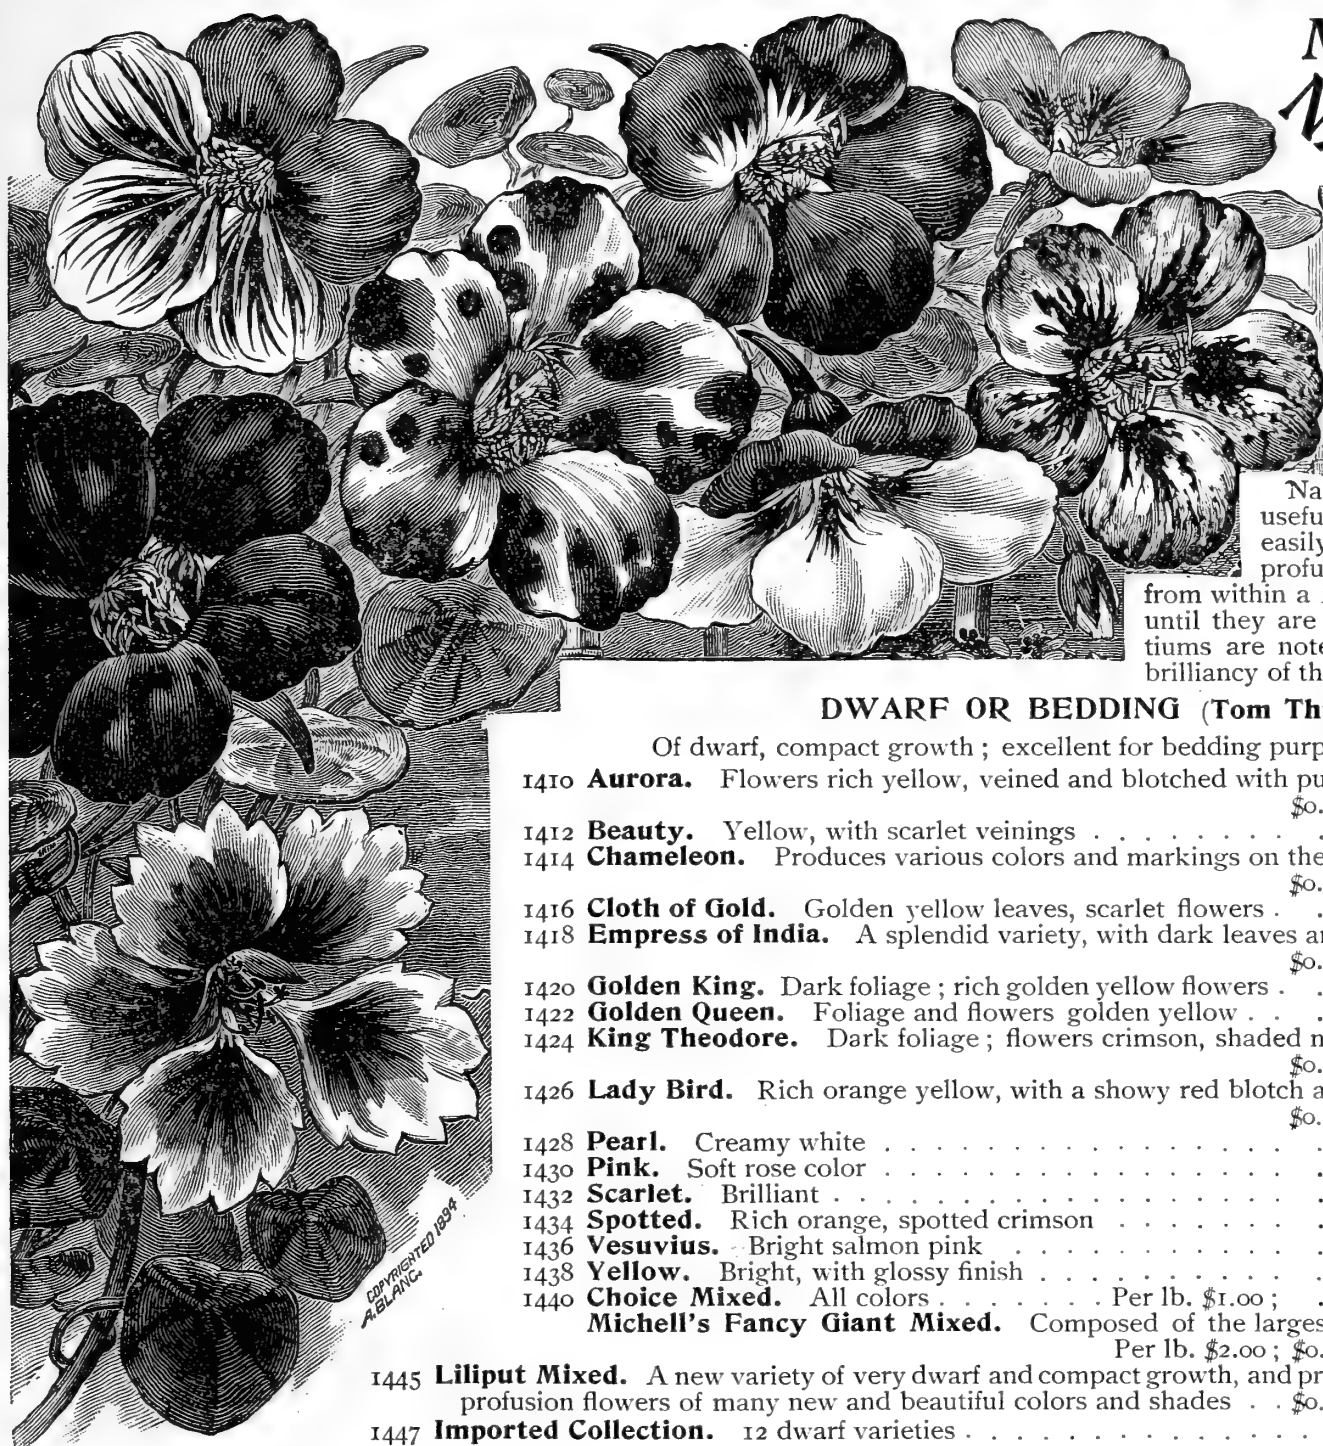 Na
usefu
easily
profu
from within a
until they are
tiums are note
brilliancy of th
DWARF OR BEDDING (Tom Th
Of dwarf, compact growth ; excellent for bedding purp
1410 Aurora. Flowers rich yellow, veined and blotched with pu
$0.
1412 Beauty. Yellow, with scarlet veinings . . . . . . . .
1414 Chameleon. Produces various colors and markings on the
$0.
1416 Cloth of Gold. Golden yellow leaves, scarlet flowers . .
1418 Empress of India. A splendid variety, with dark leaves a
$0.
1420 Golden King. Dark foliage ; rich golden yellow flowers . .
1422 Golden Queen. Foliage and flowers golden yellow . . .
1424 King Theodore. Dark foliage ; flowers crimson, shaded
$0.
1426 Lady Bird. Rich orange yellow, with a showy red blotch a
$0.
1428 Pearl. Creamy white . . . . . . . . . . . . . . . . .
1430 Pink. Soft rose color . . . . . . . . . . . . . . . . .
1432 Scarlet. Brilliant . . . . . . . . . . . . . . . . . . .
1434 Spotted. Rich orange, spotted crimson . . . . . . . .
1436 Vesuvius. Bright salmon pink . . . . . . . . . . . .
1438 Yellow. Bright, with glossy finish . . . . . . . . . . .
1440 Choice Mixed. All colors . . . . . . . Per lb. $1.00 ; .
Michell's Fancy Giant Mixed. Composed of the larges
Per lb. $2.00 ; $0.
1445 Liliput Mixed. A new variety of very dwarf and compact growth, and pr
profusion flowers of many new and beautiful colors and shades . . $0.
1447 Imported Collection. 12 dwarf varieties . . . . . . . . . . . . . .
COPYRIGHTED 1894
A. BLANC.